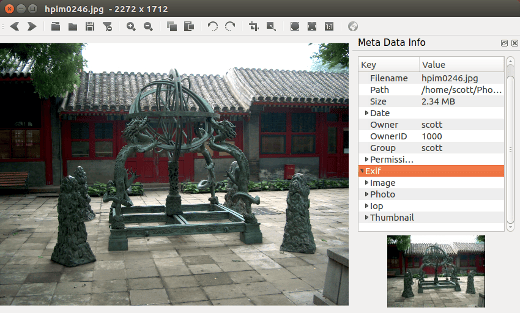 hpim0246.jpg - 2272 x 1712
Meta Data Info
Key Value
Filename hpim0246.jpg
Path /home/scott/Pho...
Size 2.34 MB
Date
Owner scott
OwnerID 1000
Group scott
Permissi...
Exif
Image
Photo
Iop
Thumbnail